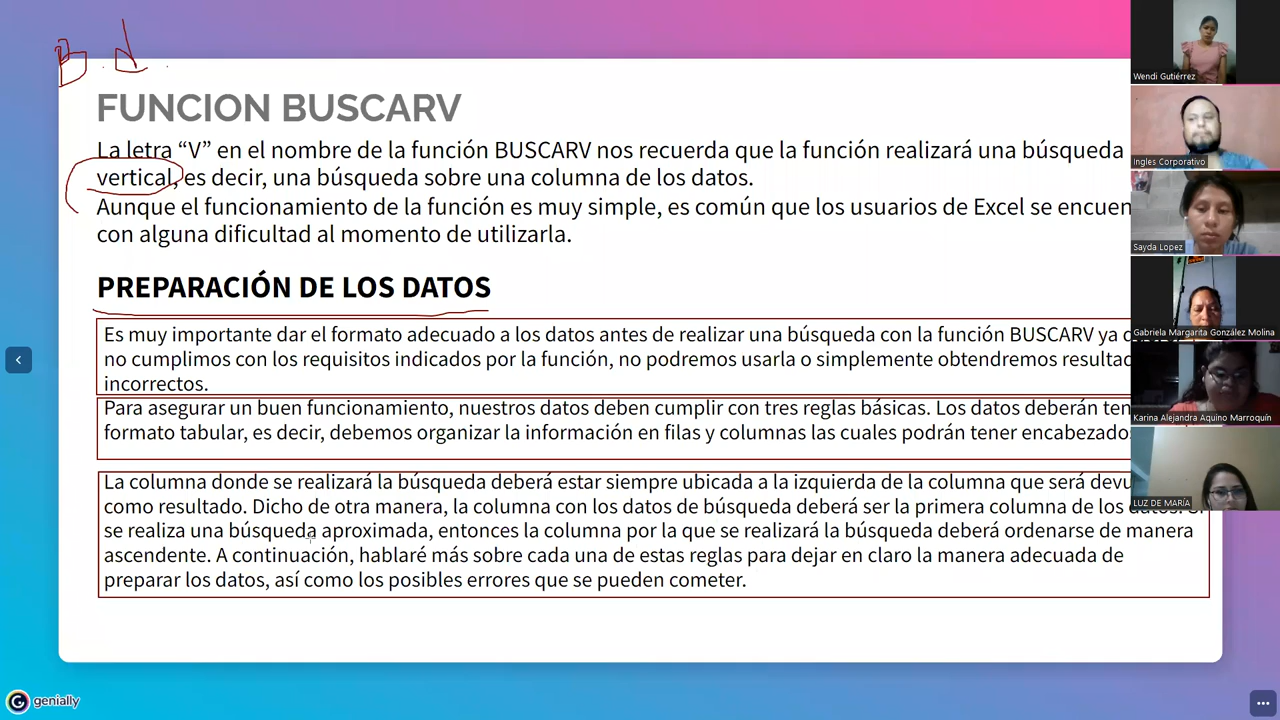 B. d.
FUNCION BUSCARV
La letra “V” en el nombre de la función BUSCARV nos recuerda que la función realizará una búsqueda
vertical, es decir, una búsqueda sobre una columna de los datos.
Aunque el funcionamiento de la función es muy simple, es común que los usuarios de Excel se encuen
con alguna dificultad al momento de utilizarla.
PREPARACIÓN DE LOS DATOS
Es muy importante dar el formato adecuado a los datos antes de realizar una búsqueda con la función BUSCARV ya
no cumplimos con los requisitos indicados por la función, no podremos usarla o simplemente obtendremos resultad
incorrectos.
Para asegurar un buen funcionamiento, nuestros datos deben cumplir con tres reglas básicas. Los datos deberán ten
formato tabular, es decir, debemos organizar la información en filas y columnas las cuales podrán tener encabezados
La columna donde se realizará la búsqueda deberá estar siempre ubicada a la izquierda de la columna que será devu
como resultado. Dicho de otra manera, la columna con los datos de búsqueda deberá ser la primera columna de los datos. Si
se realiza una búsqueda aproximada, entonces la columna por la que se realizará la búsqueda deberá ordenarse de manera
ascendente. A continuación, hablaré más sobre cada una de estas reglas para dejar en claro la manera adecuada de
preparar los datos, así como los posibles errores que se pueden cometer.
genially
Wendi Gutiérrez
Ingles Corporativo
Sayda Lopez
Gabriela Margarita González Molina
Karina Alejandra Aquino Marroquín
LUZ DE MARÍA